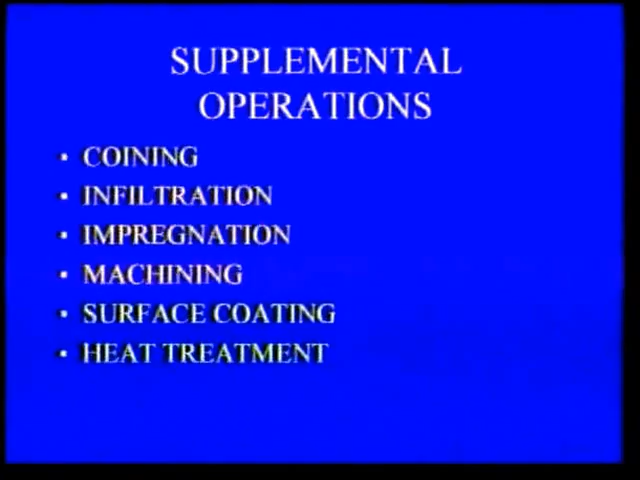 SUPPLEMENTAL
OPERATIONS
• COINING
• INFILTRATION
• IMPREGNATION
• MACHINING
• SURFACE COATING
• HEAT TREATMENT